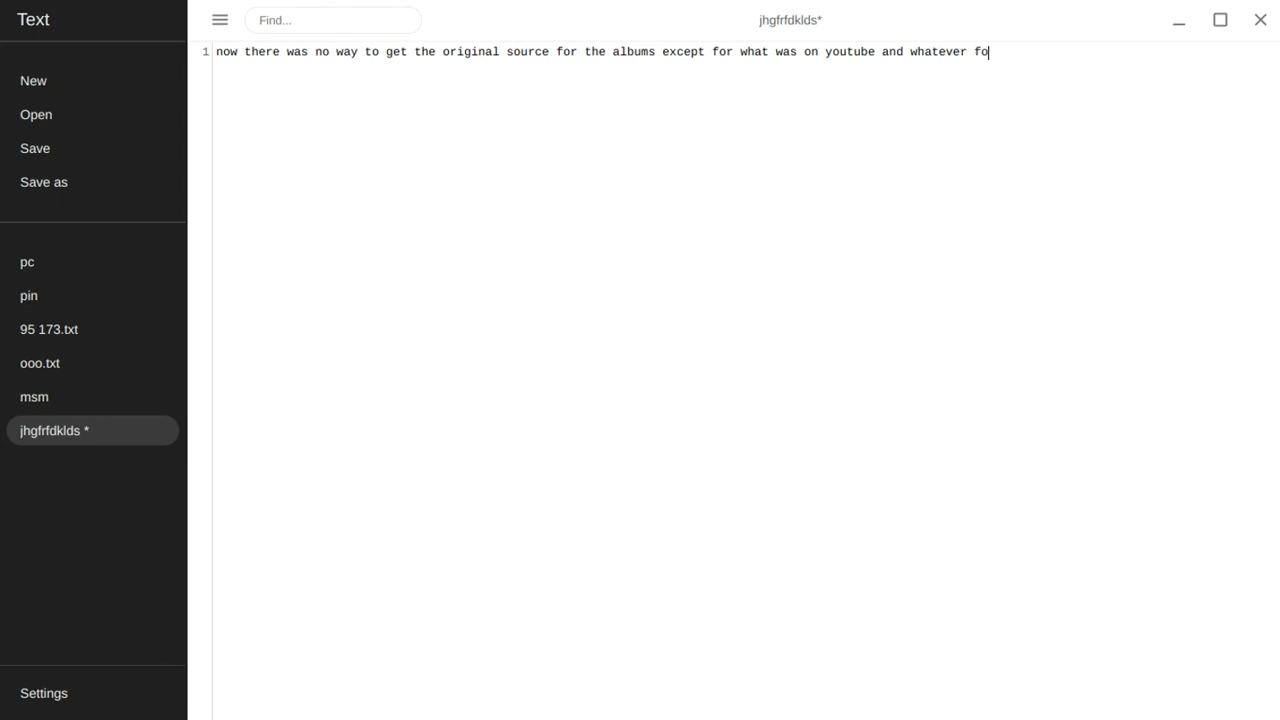 Text
Find...
jhgfrfdklds*
New
Open
Save
Save as
pc
pin
95 173.txt
ooo.txt
msm
jhgfrfdklds *
Settings
1
now there was no way to get the original source for the albums except for what was on youtube and whatever fo